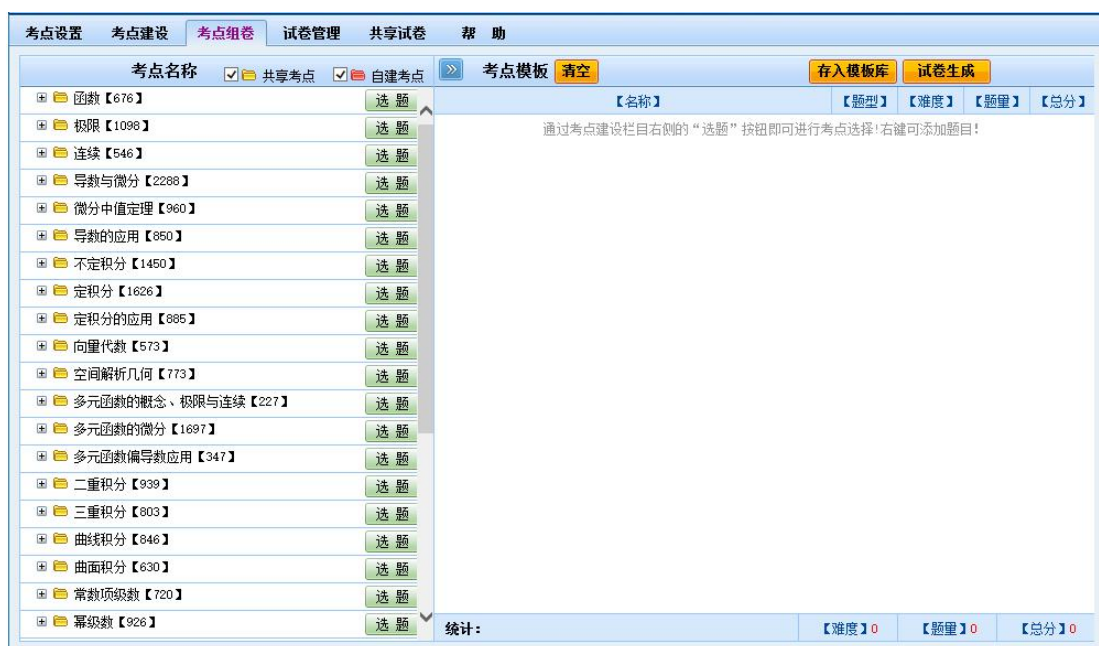 考点设置 考点建设 考点组卷 试卷管理 共享试卷 帮 助
考点名称 共享考点 自建考点 考点模板 清空 存入模板库 试卷生成
函数【676】 选 题 【名称】 【题型】 【难度】 【题量】 【总分】
极限【1098】 选 题 通过考点建设栏目右侧的“选题”按钮即可进行考点选择!右键可添加题目!
连续【546】 选 题
导数与微分【2288】 选 题
微分中值定理【960】 选 题
导数的应用【850】 选 题
不定积分【1450】 选 题
定积分【1626】 选 题
定积分的应用【885】 选 题
向量代数【573】 选 题
空间解析几何【773】 选 题
多元函数的概念、极限与连续【227】 选 题
多元函数的微分【1697】 选 题
多元函数偏导数应用【347】 选 题
二重积分【939】 选 题
三重积分【803】 选 题
曲线积分【846】 选 题
曲面积分【630】 选 题
常数项级数【720】 选 题
幂级数【926】 选 题 统计: 【难度】0 【题量】0 【总分】0